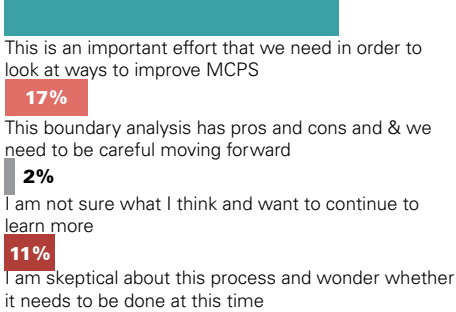 This is an important effort that we need in order to
look at ways to improve MCPS
17%
This boundary analysis has pros and cons and & we
need to be careful moving forward
2%
I am not sure what I think and want to continue to
learn more
11%
I am skeptical about this process and wonder whether
it needs to be done at this time